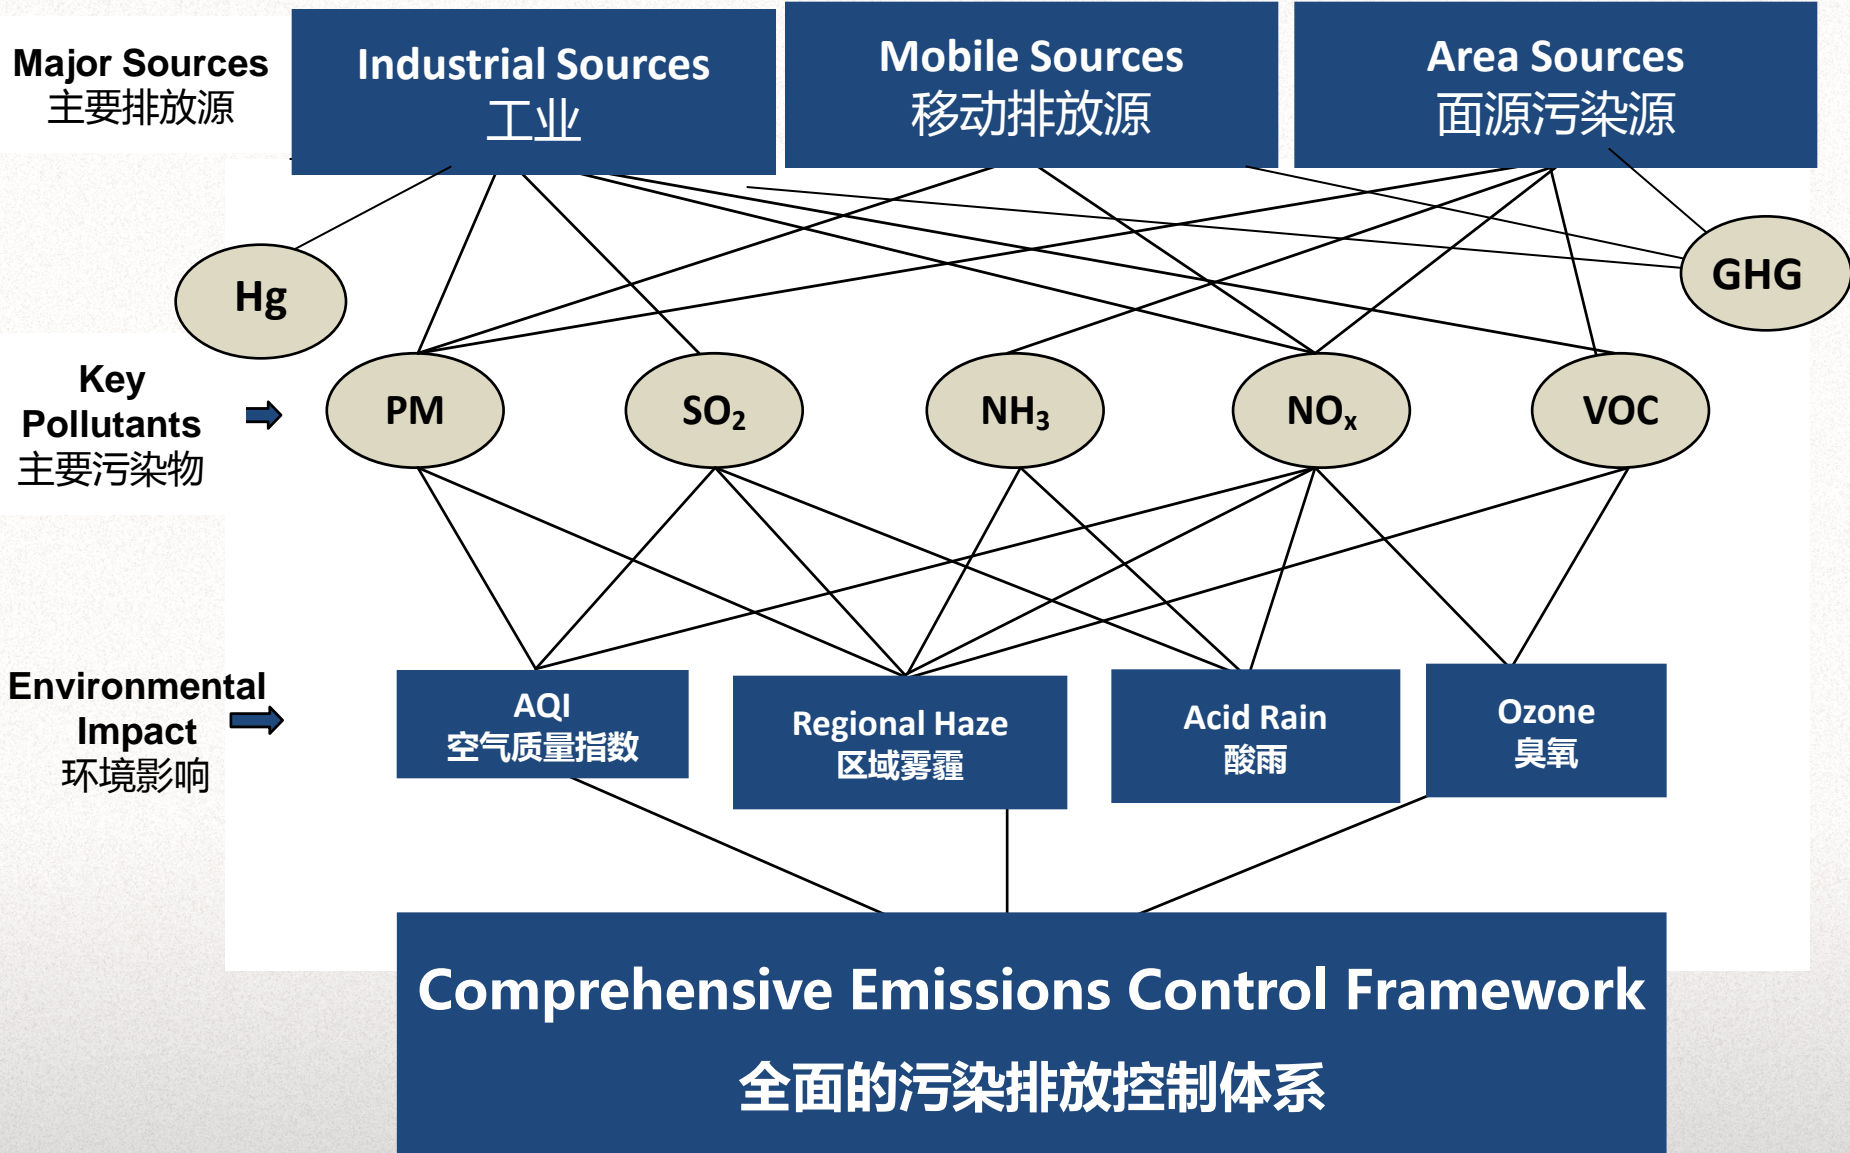 Major Sources
主要排放源
Industrial Sources
工业
Mobile Sources
移动排放源
Area Sources
面源污染源
Hg
GHG
Key
Pollutants
主要污染物
PM
SO₂
NH₃
NOₓ
VOC
Environmental
Impact
环境影响
AQI
空气质量指数
Regional Haze
区域雾霾
Acid Rain
酸雨
Ozone
臭氧
Comprehensive Emissions Control Framework
全面的污染排放控制体系